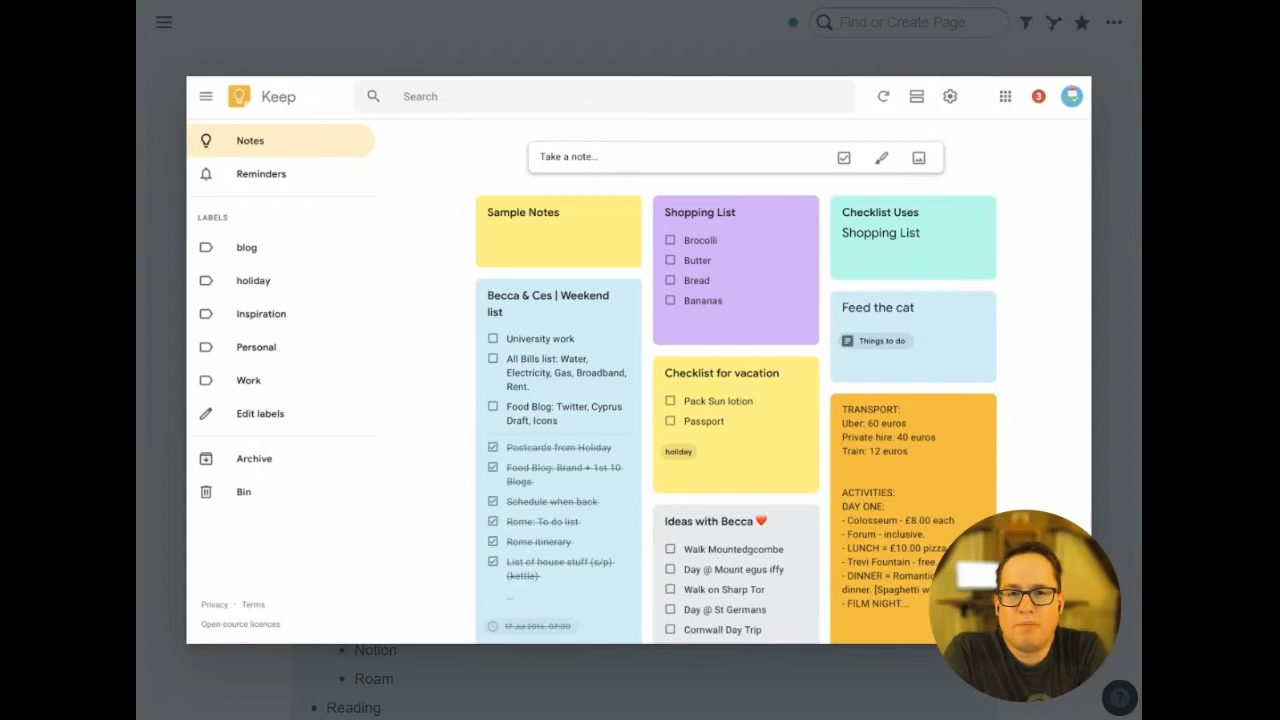 Find or Create Page
Keep
Search
3
Notes
Reminders
LABELS
blog
holiday
Inspiration
Personal
Work
Edit labels
Archive
Bin
Privacy · Terms
Open-source licences
Take a note...
Sample Notes
Becca & Ces | Weekend
list
University work
All Bills list: Water,
Electricity, Gas, Broadband,
Rent.
Food Blog: Twitter, Cyprus
Draft, Icons
Postcards from Holiday
Food Blog: Brand + 1st 10
Blogs
Schedule when back
Rome: To do list
Rome itinerary
List of house stuff (s/p)
(kettle)
...
17 Jul 2016, 07:00
Shopping List
Brocolli
Butter
Bread
Bananas
Checklist for vacation
Pack Sun lotion
Passport
holiday
Ideas with Becca ❤️
Walk Mountedgcombe
Day @ Mount egus iffy
Walk on Sharp Tor
Day @ St Germans
Cornwall Day Trip
Checklist Uses
Shopping List
Feed the cat
Things to do
TRANSPORT:
Uber: 60 euros
Private hire: 40 euros
Train: 12 euros
ACTIVITIES:
DAY ONE:
- Colosseum - £8.00 each
- Forum - inclusive.
- LUNCH = £10.00 pizza
- Trevi Fountain - free
- DINNER = Romantic
dinner. [Spaghetti
- FILM NIGHT...
• Notion
• Roam
• Reading
?